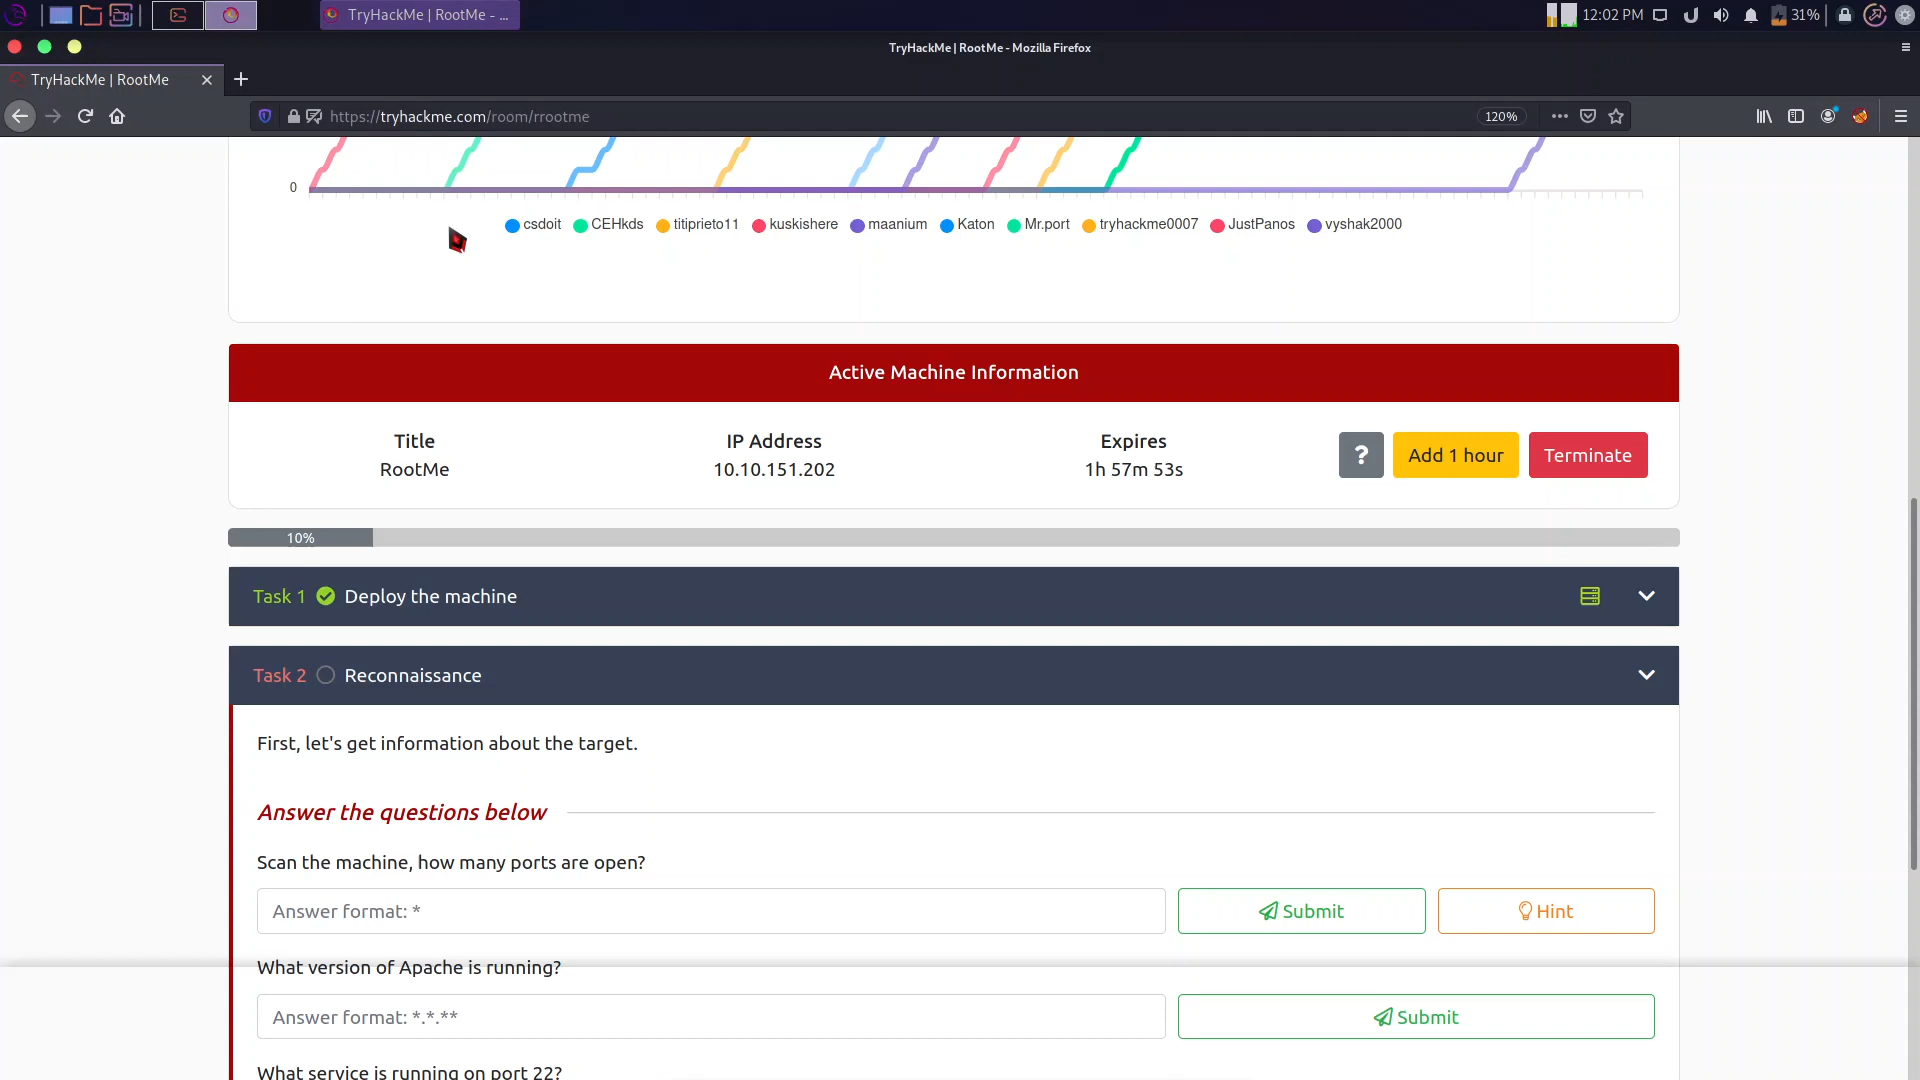 TryHackMe | RootMe - ...
12:02 PM
31%
TryHackMe | RootMe - Mozilla Firefox
TryHackMe | RootMe
https://tryhackme.com/room/rrootme
120%
0
csdoit CEHkds titiprieto11 kuskishere maanium Katon Mr.port tryhackme0007 JustPanos vyshak2000
Active Machine Information
Title IP Address Expires
RootMe 10.10.151.202 1h 57m 53s
? Add 1 hour Terminate
10%
Task 1 Deploy the machine
Task 2 Reconnaissance
First, let's get information about the target.
Answer the questions below
Scan the machine, how many ports are open?
Answer format: * Submit Hint
What version of Apache is running?
Answer format: *.*.** Submit
What service is running on port 22?